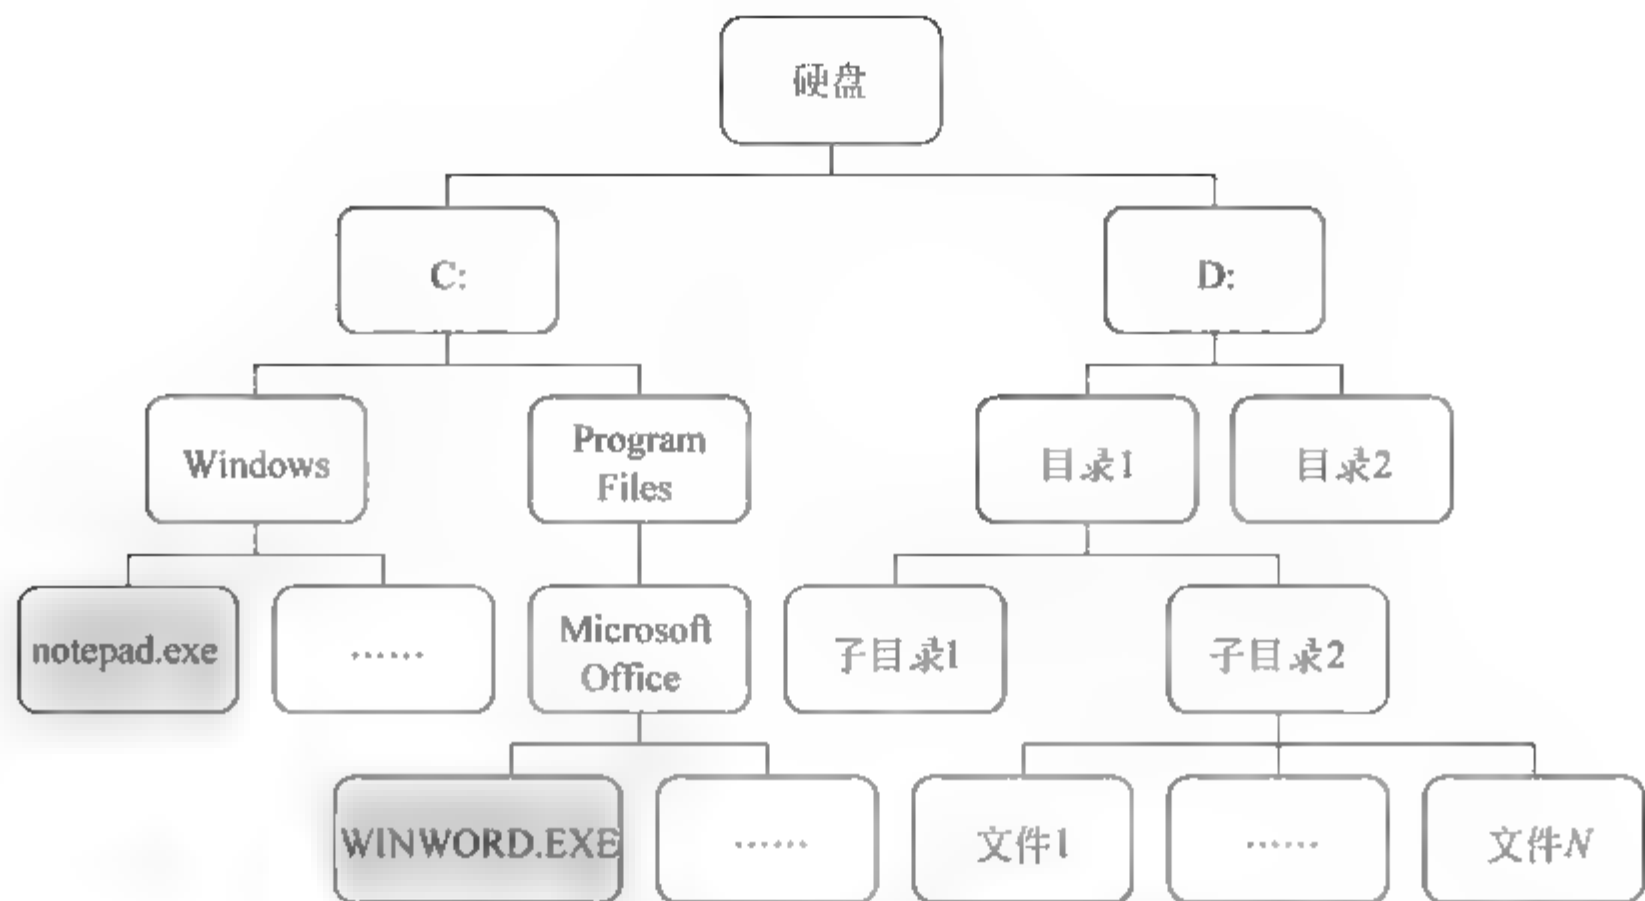 硬盘
C:
D:
Windows
Program
Files
目录1
目录2
notepad.exe
……
Microsoft
Office
子目录1
子目录2
WINWORD.EXE
……
文件1
……
文件N